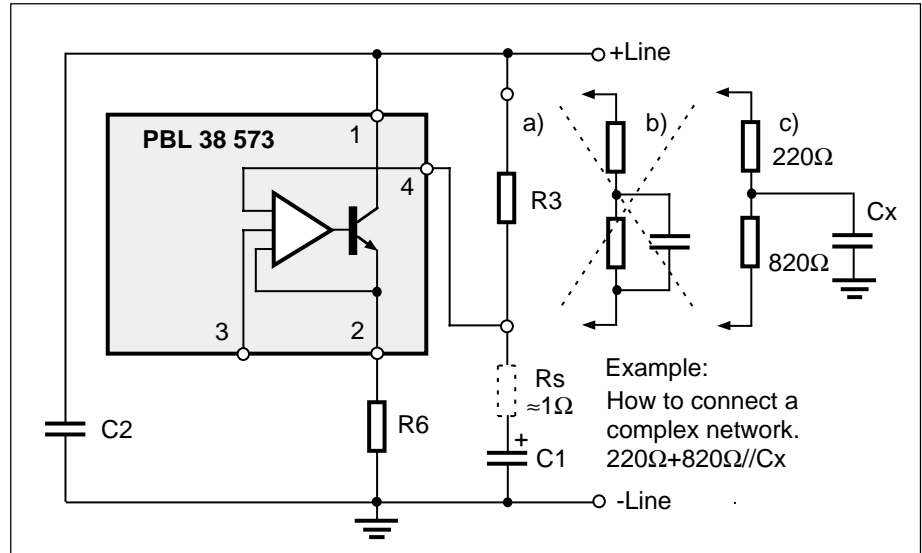 +Line
PBL 38 573
1
4
a)
b)
c)
220Ω
R3
Cx
820Ω
3
2
Rs
≈1Ω
+
C1
C2
R6
Example:
How to connect a
complex network.
220Ω+820Ω//Cx
-Line